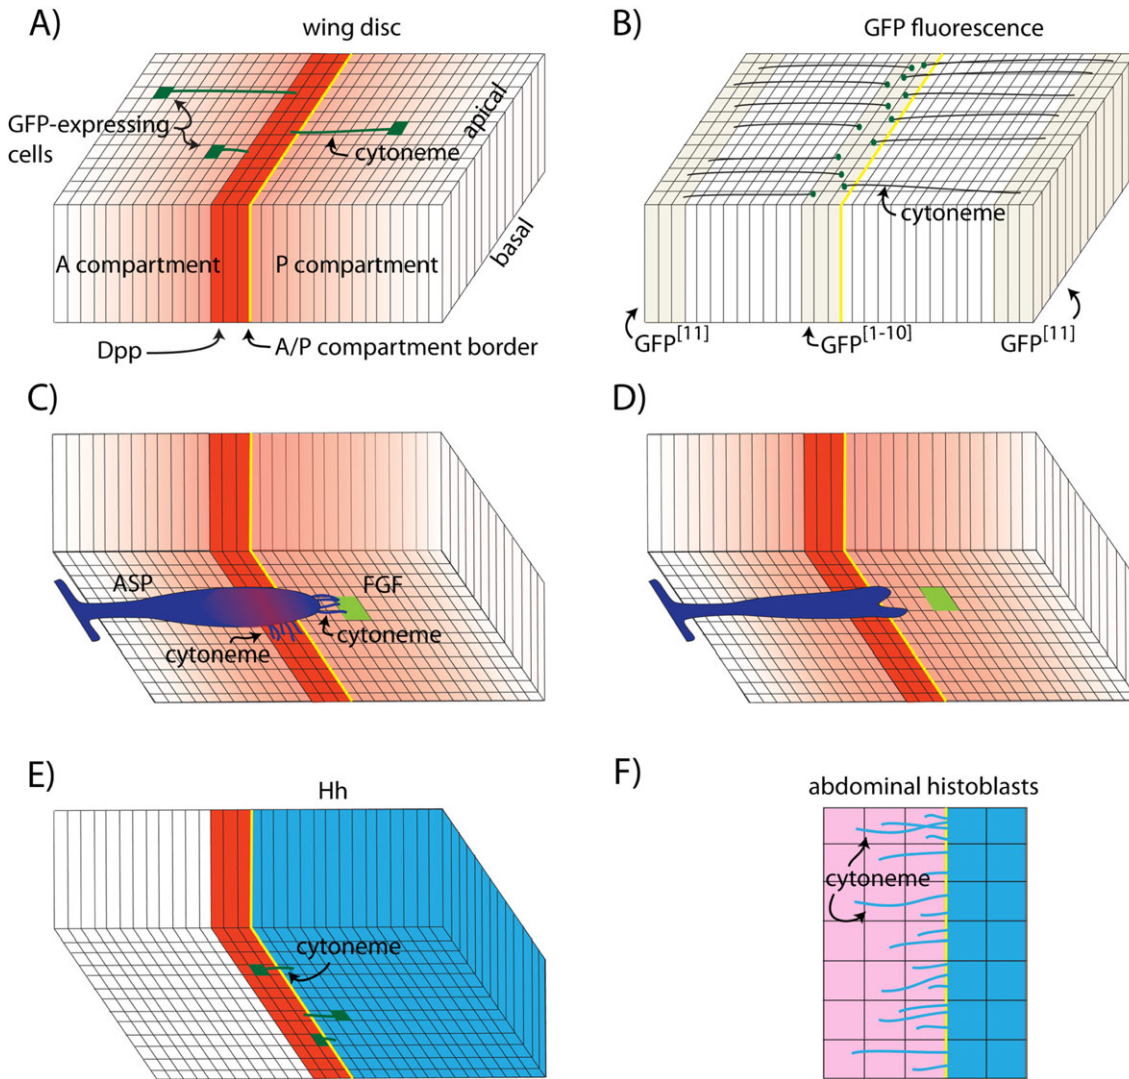 A)
wing disc
GFP-expressing
cells
cytoneme
apical
basal
A compartment
P compartment
Dpp
A/P compartment border
B)
GFP fluorescence
cytoneme
GFP[11]
GFP[1-10]
GFP[11]
C)
ASP
FGF
cytoneme
cytoneme
D)
E)
Hh
cytoneme
F)
abdominal histoblasts
cytoneme